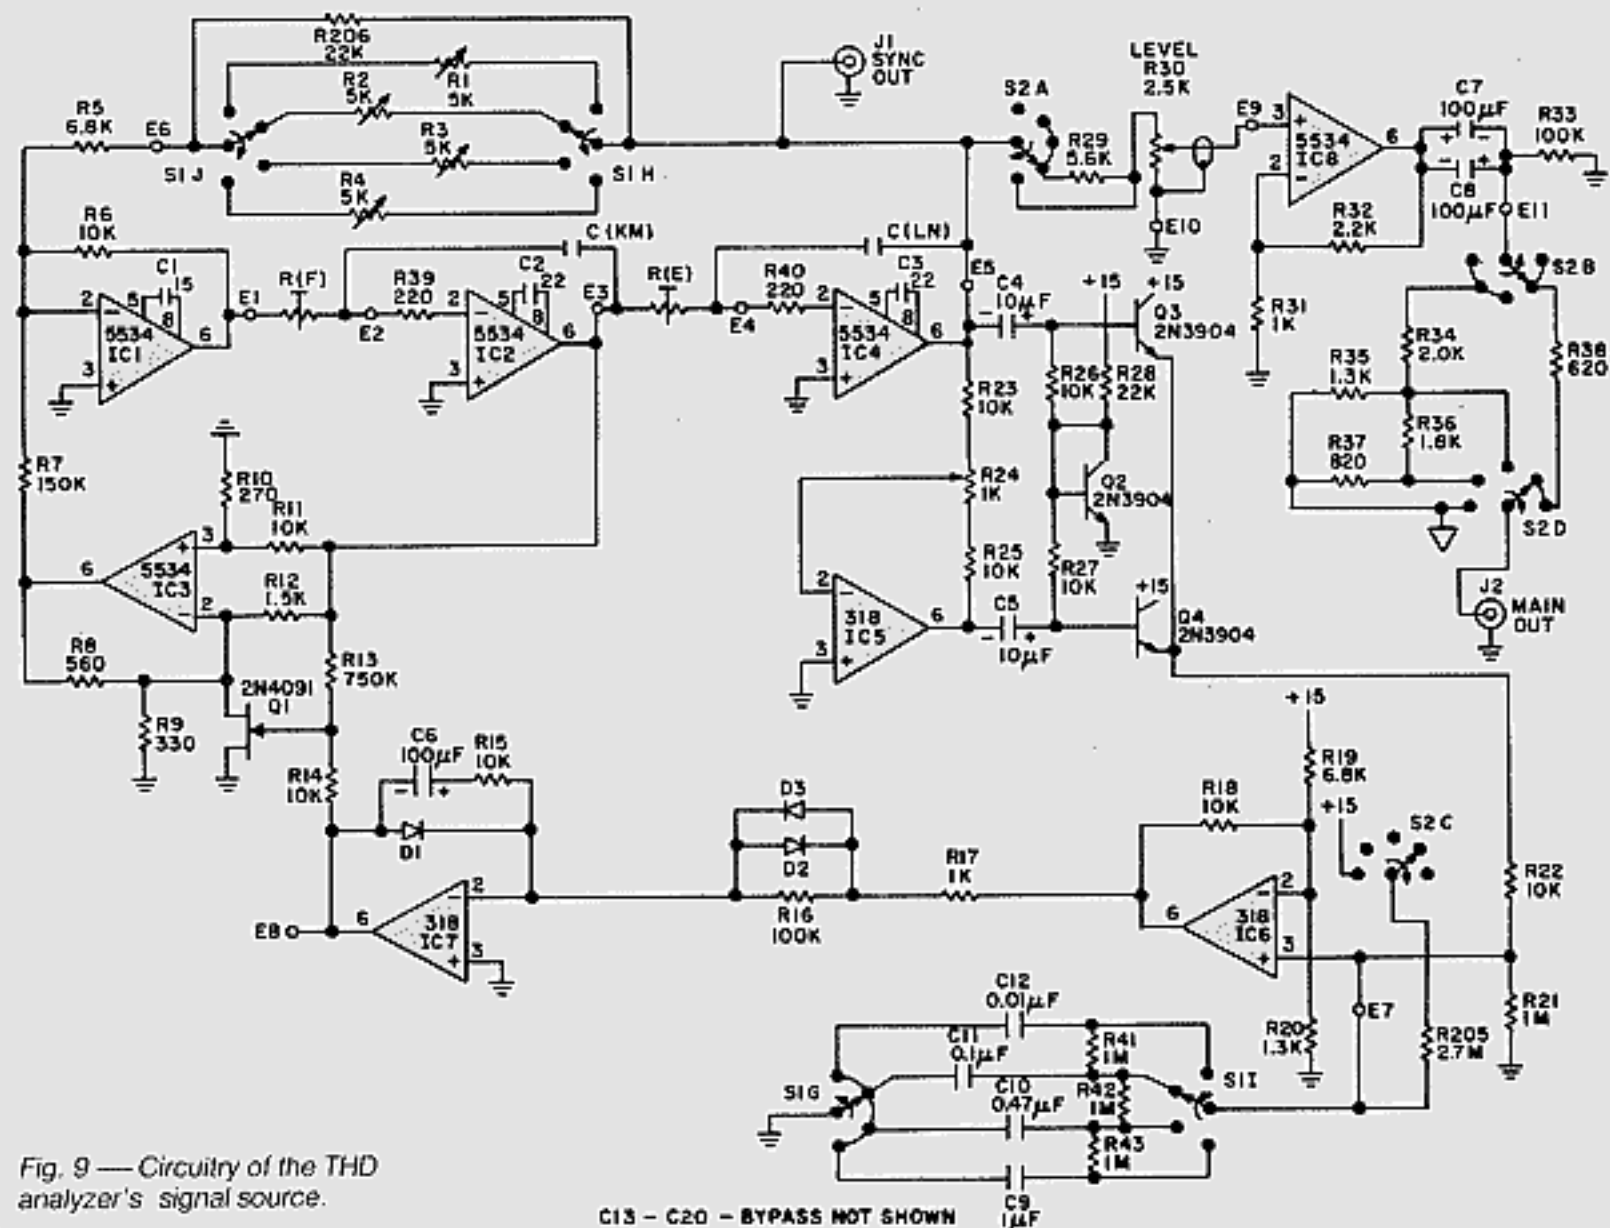 R206
22K
R1
5K
R2
5K
R3
5K
R4
5K
S1J
S1H
R5
6.8K
E6
J1
SYNC
OUT
S2A
LEVEL
R30
2.5K
R29
5.6K
E9
E10
3
+
5534
IC8
2
-
6
C7
100µF
+
-
-
+
C8
100µF
R33
100K
E11
R32
2.2K
R31
1K
S2B
R34
2.0K
R35
1.3K
R36
1.8K
R37
820
R38
620
S2D
J2
MAIN
OUT
R6
10K
C1
15
5
8
2
-
5534
IC1
3
+
6
E1
R(F)
E2
R39
220
C(KM)
C2
22
5
8
2
-
5534
IC2
3
+
6
E3
R(E)
E4
R40
220
C(LN)
C3
22
5
8
2
-
5534
IC4
3
+
6
E5
C4
10µF
-
+
+15
+15
Q3
2N3904
R23
10K
R26
10K
R28
22K
R24
1K
Q2
2N3904
R25
10K
R27
10K
2
-
318
IC5
3
+
6
C5
10µF
-
+
+15
Q4
2N3904
R7
150K
R10
270
R11
10K
3
+
5534
IC3
2
-
6
R12
1.5K
R8
560
R9
330
2N4091
Q1
R13
750K
R14
10K
C6
100µF
-
+
R15
10K
D1
E8
6
2
-
318
IC7
3
+
D3
D2
R16
100K
R17
1K
R18
10K
+15
R19
6.8K
+15
S2C
6
2
-
318
IC6
3
+
R22
10K
R21
1M
E7
R20
1.3K
R205
2.7M
C12
0.01µF
C11
0.1µF
C10
0.47µF
C9
1µF
R41
1M
R42
1M
R43
1M
S1G
S1I
Fig. 9 — Circuitry of the THD
analyzer's signal source.
C13 - C20 - BYPASS NOT SHOWN